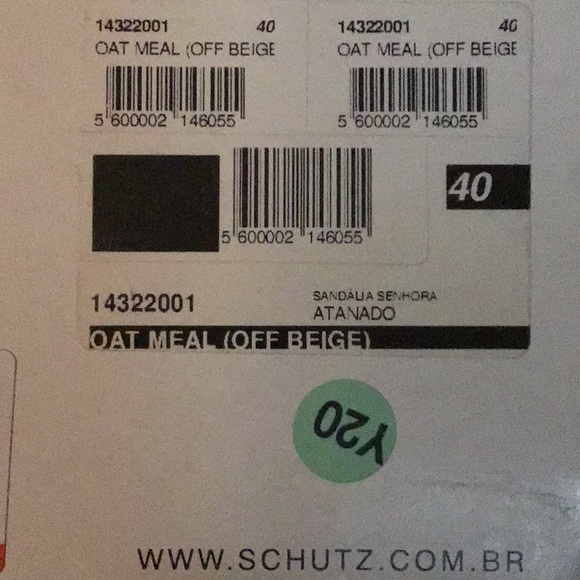 14322001 40
OAT MEAL (OFF BEIGE
5 600002 146055
14322001 40
OAT MEAL (OFF BEIGE
5 600002 146055
5 600002 146055
40
14322001
SANDÁLIA SENHORA
ATANADO
OAT MEAL (OFF BEIGE)
Y20
WWW.SCHUTZ.COM.BR